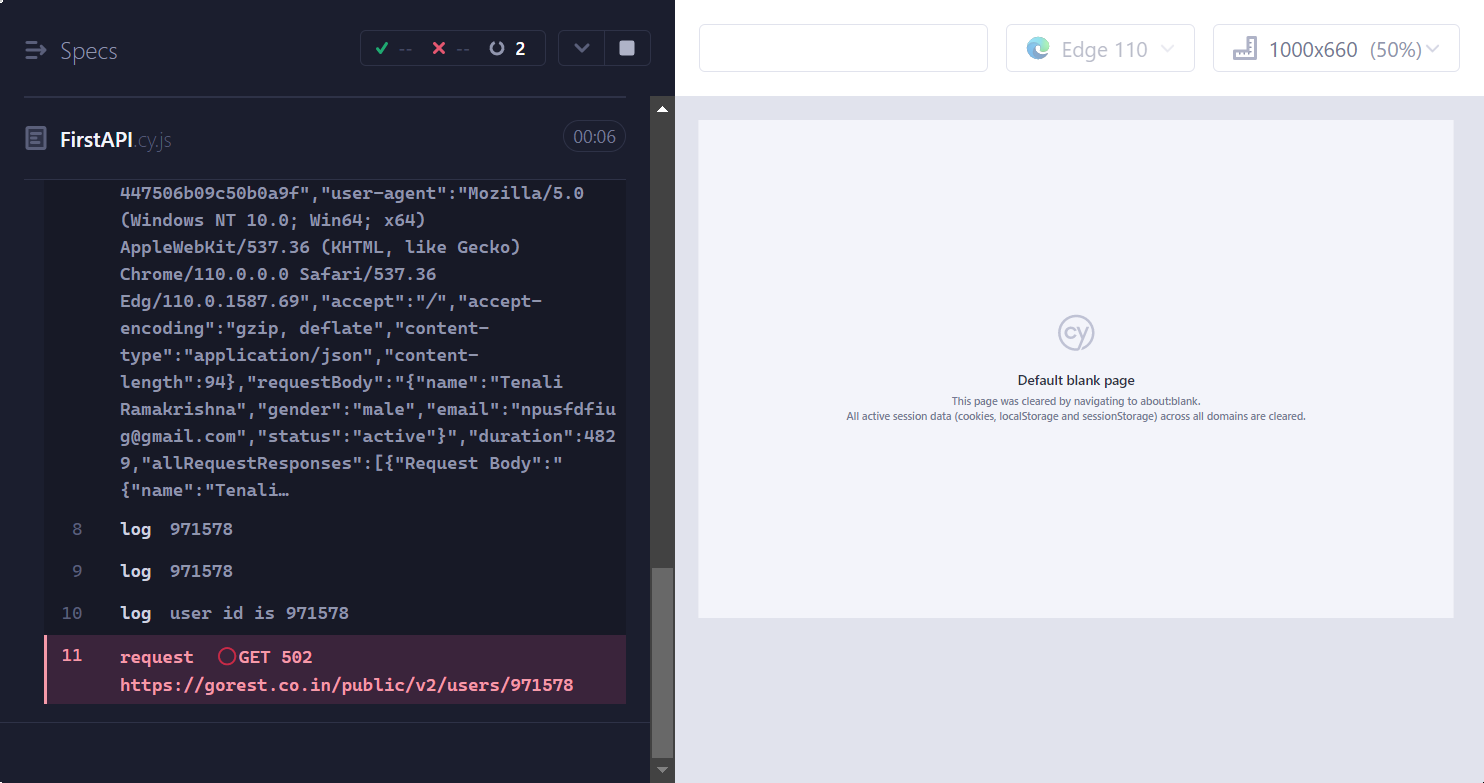 Specs
-- -- 2
Edge 110
1000x660 (50%)
FirstAPI.cy.js
00:06
447506b09c50b0a9f","user-agent":"Mozilla/5.0
(Windows NT 10.0; Win64; x64)
AppleWebKit/537.36 (KHTML, like Gecko)
Chrome/110.0.0.0 Safari/537.36
Edg/110.0.1587.69","accept":"*/*","accept-
encoding":"gzip, deflate","content-
type":"application/json","content-
length":94},"requestBody":"{"name":"Tenali
Ramakrishna","gender":"male","email":"npusfdfiu
g@gmail.com","status":"active"}","duration":482
9,"allRequestResponses":[{"Request Body":"
{"name":"Tenali…
8 log 971578
9 log 971578
10 log user id is 971578
11 request GET 502
https://gorest.co.in/public/v2/users/971578
cy
Default blank page
This page was cleared by navigating to about:blank.
All active session data (cookies, localStorage and sessionStorage) across all domains are cleared.